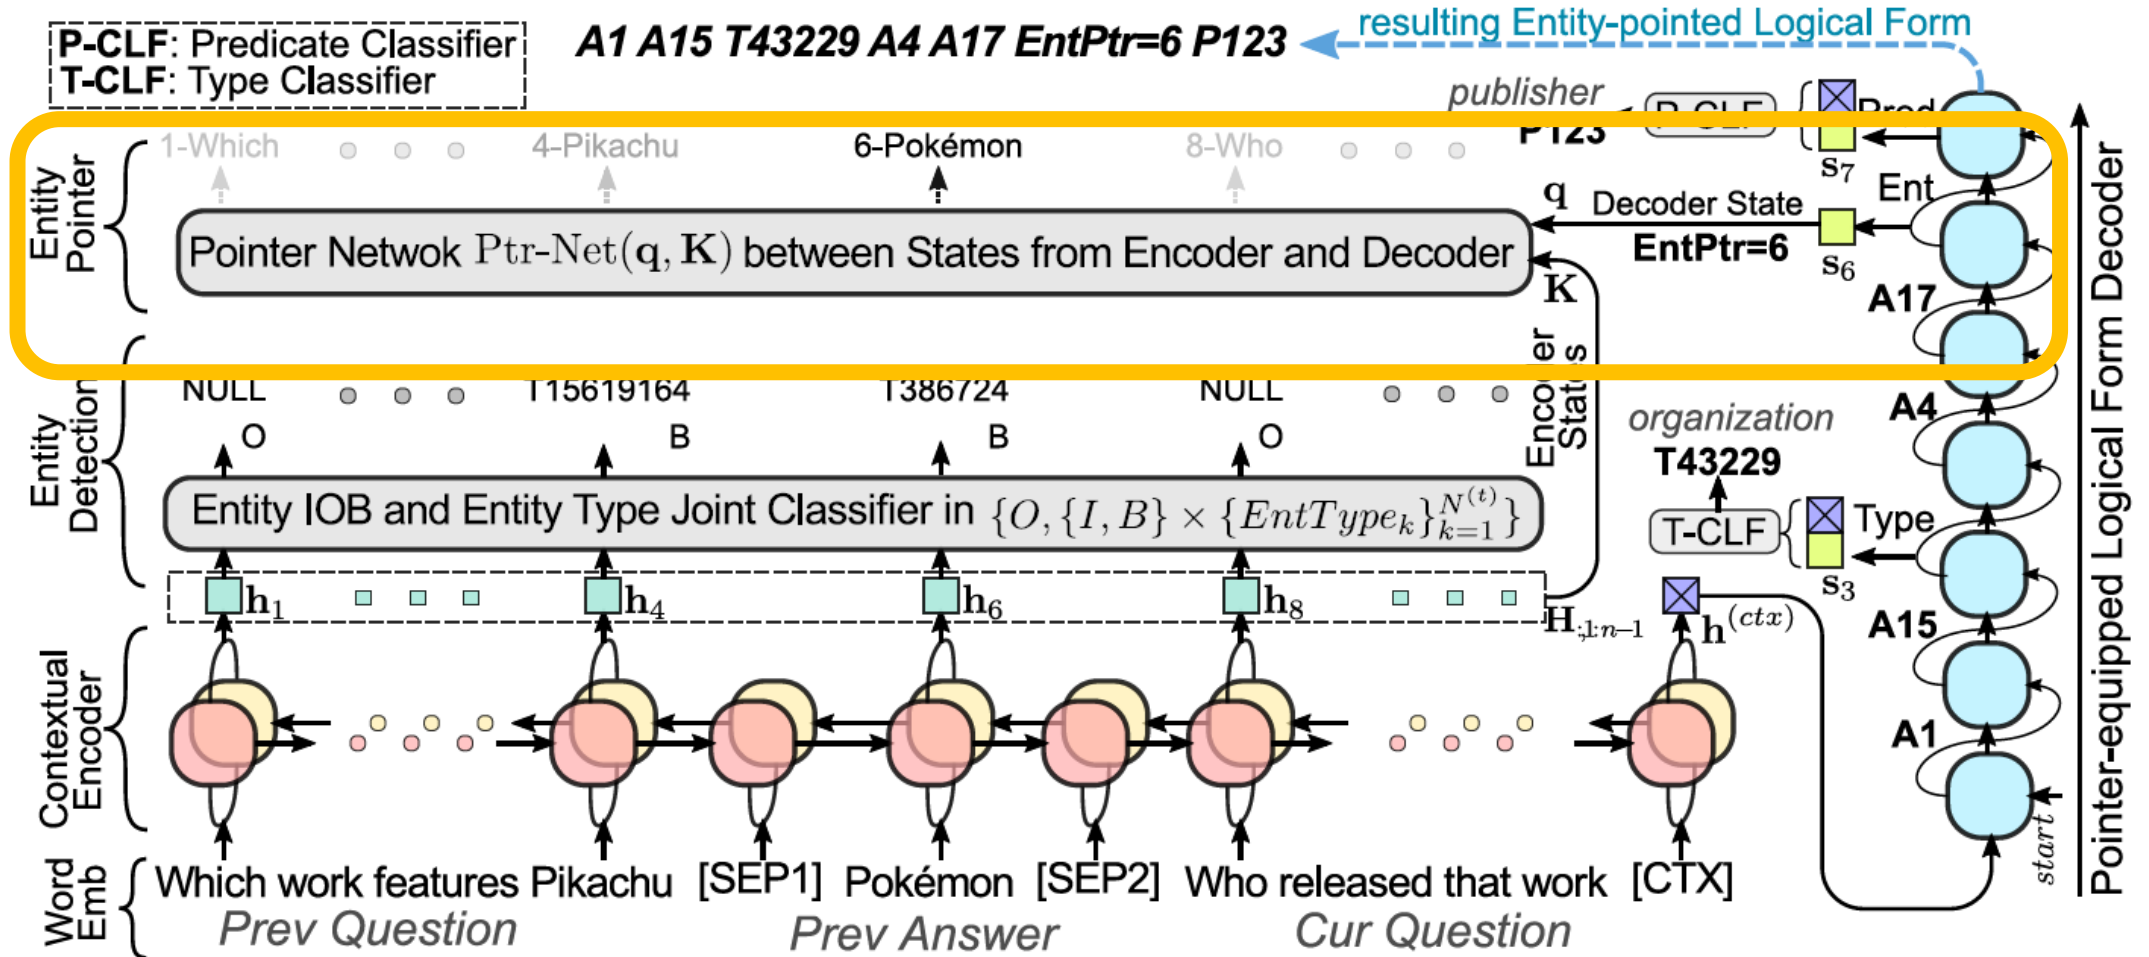 P-CLF: Predicate Classifier
T-CLF: Type Classifier
A1 A15 T43229 A4 A17 EntPtr=6 P123
resulting Entity-pointed Logical Form
publisher
P123
P-CLF
Pred
s7
Entity
Pointer
1-Which
4-Pikachu
6-Pokémon
8-Who
Pointer Netwok Ptr-Net(q, K) between States from Encoder and Decoder
q
K
Decoder State
EntPtr=6
s6
Ent
A17
Entity
Detection
NULL
T15619164
T386724
NULL
O
B
B
O
Entity IOB and Entity Type Joint Classifier in {O, {I, B} × {EntType_k}_{k=1}^{N^{(t)}}}
Encoder
States
A4
organization
T43229
T-CLF
Type
s3
h1
h4
h6
h8
H:,1:n−1
h(ctx)
A15
A1
start
Pointer-equipped Logical Form Decoder
Contextual
Encoder
Word
Emb
Which work features Pikachu [SEP1] Pokémon [SEP2] Who released that work [CTX]
Prev Question
Prev Answer
Cur Question